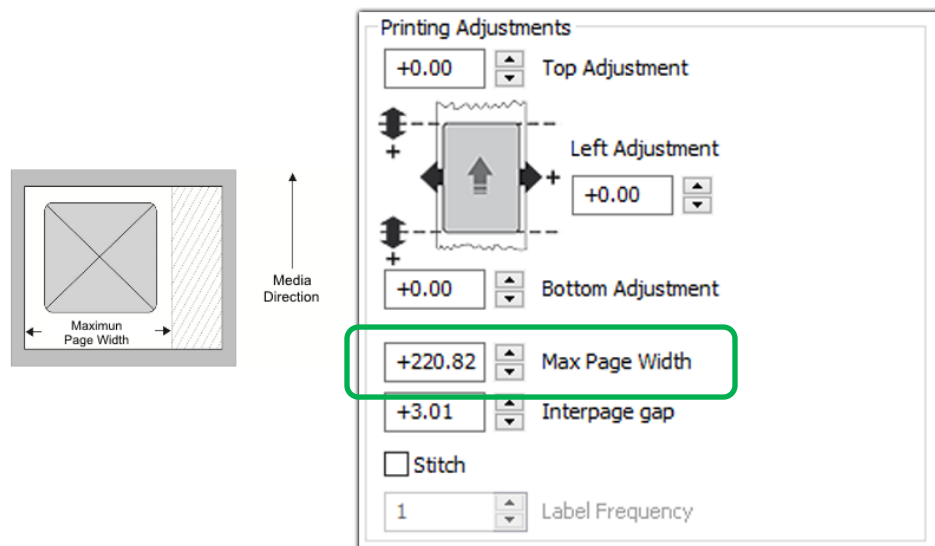 Printing Adjustments
+0.00 Top Adjustment
+
Left Adjustment
+
+0.00
+
+0.00 Bottom Adjustment
+220.82 Max Page Width
+3.01 Interpage gap
Stitch
1 Label Frequency
Media
Direction
Maximun
Page Width